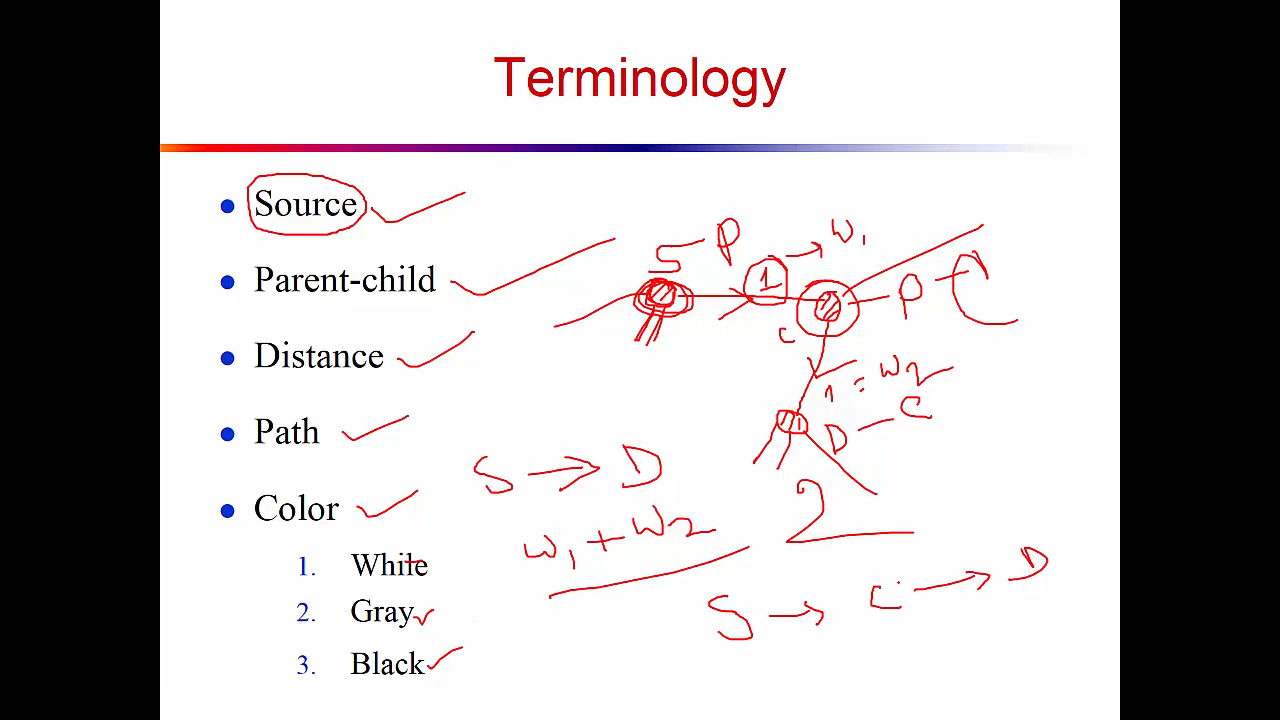 Terminology
• Source
S P
1 → W1
• Parent-child
P - C
C
• Distance
1 = W2
D - C
• Path
S → D
2
• Color
W1 + W2
1. White
S → C → D
2. Gray
3. Black